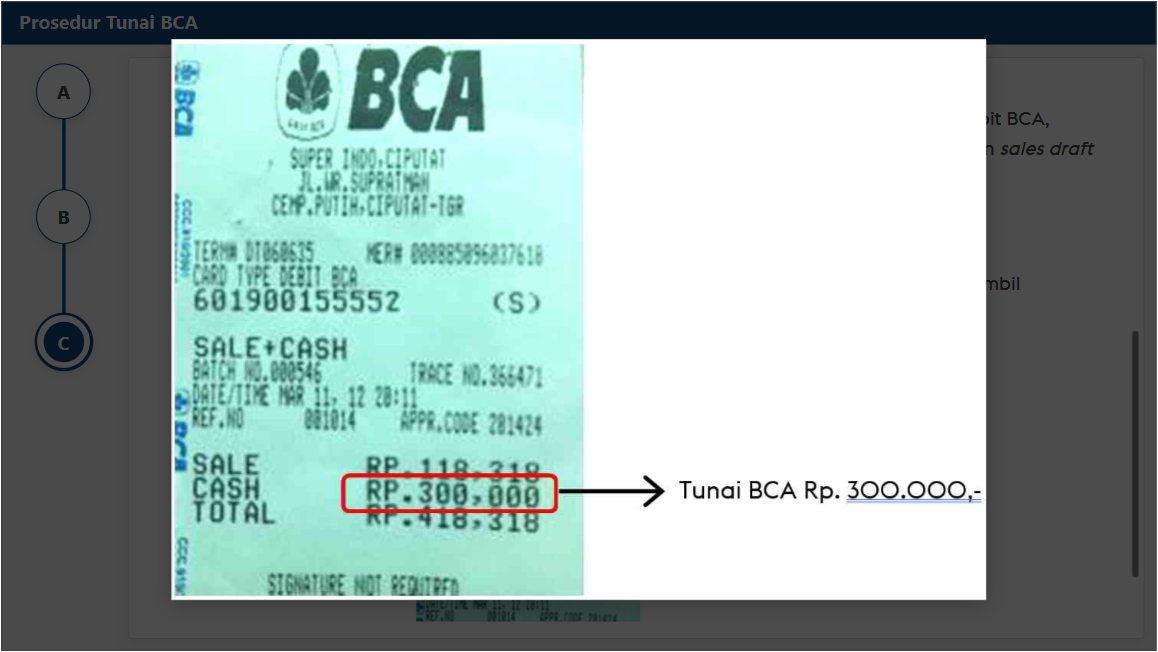 Prosedur Tunai BCA
A
B
C
bit BCA,
n sales draft
mbil
BCA
BCA
SUPER INDO,CIPUTAT
JL.WR.SUPRATMAN
CEMP.PUTIH,CIPUTAT-TGR
TERM# DT060635 MER# 000885096037618
CARD TYPE DEBIT BCA
601900155552 (S)
SALE+CASH
BATCH NO.000546 TRACE NO.366471
DATE/TIME MAR 11, 12 20:11
REF.NO 001014 APPR.CODE 201424
BCA
SALE RP.118,318
CASH RP.300,000
TOTAL RP.418,318
Tunai BCA Rp. 300.000,-
SIGNATURE NOT REQUIRED
DATE/TIME MAR 11, 12 20:11
REF.NO 001014 APPR.CODE 201424